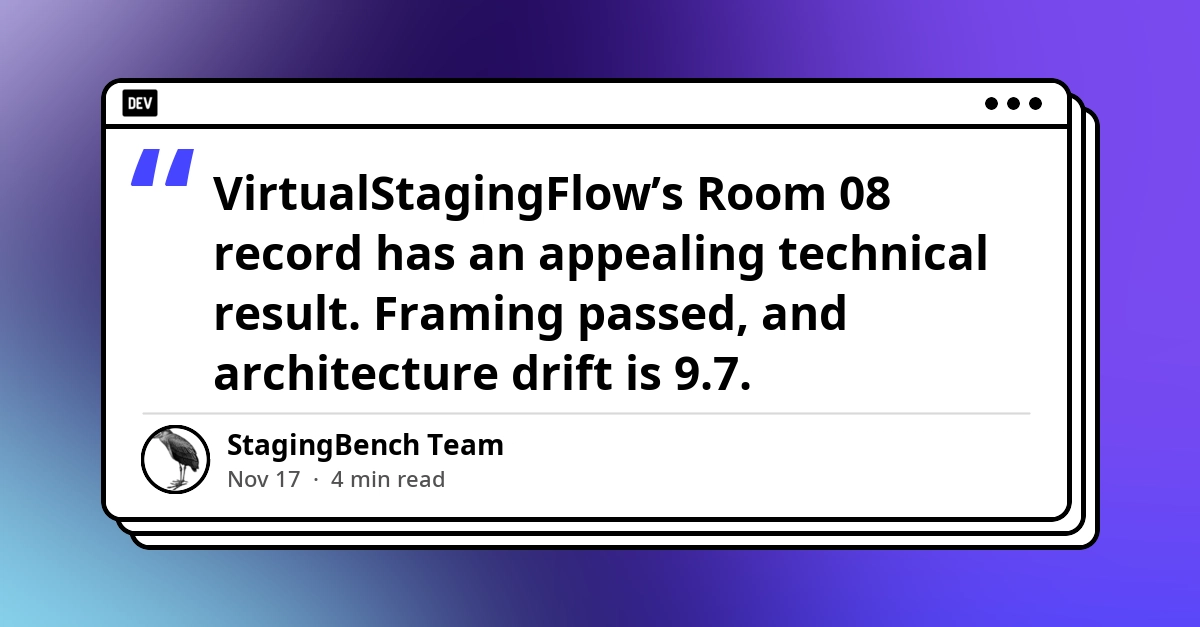 DEV
“
VirtualStagingFlow’s Room 08
record has an appealing technical
result. Framing passed, and
architecture drift is 9.7.
StagingBench Team
Nov 17 · 4 min read